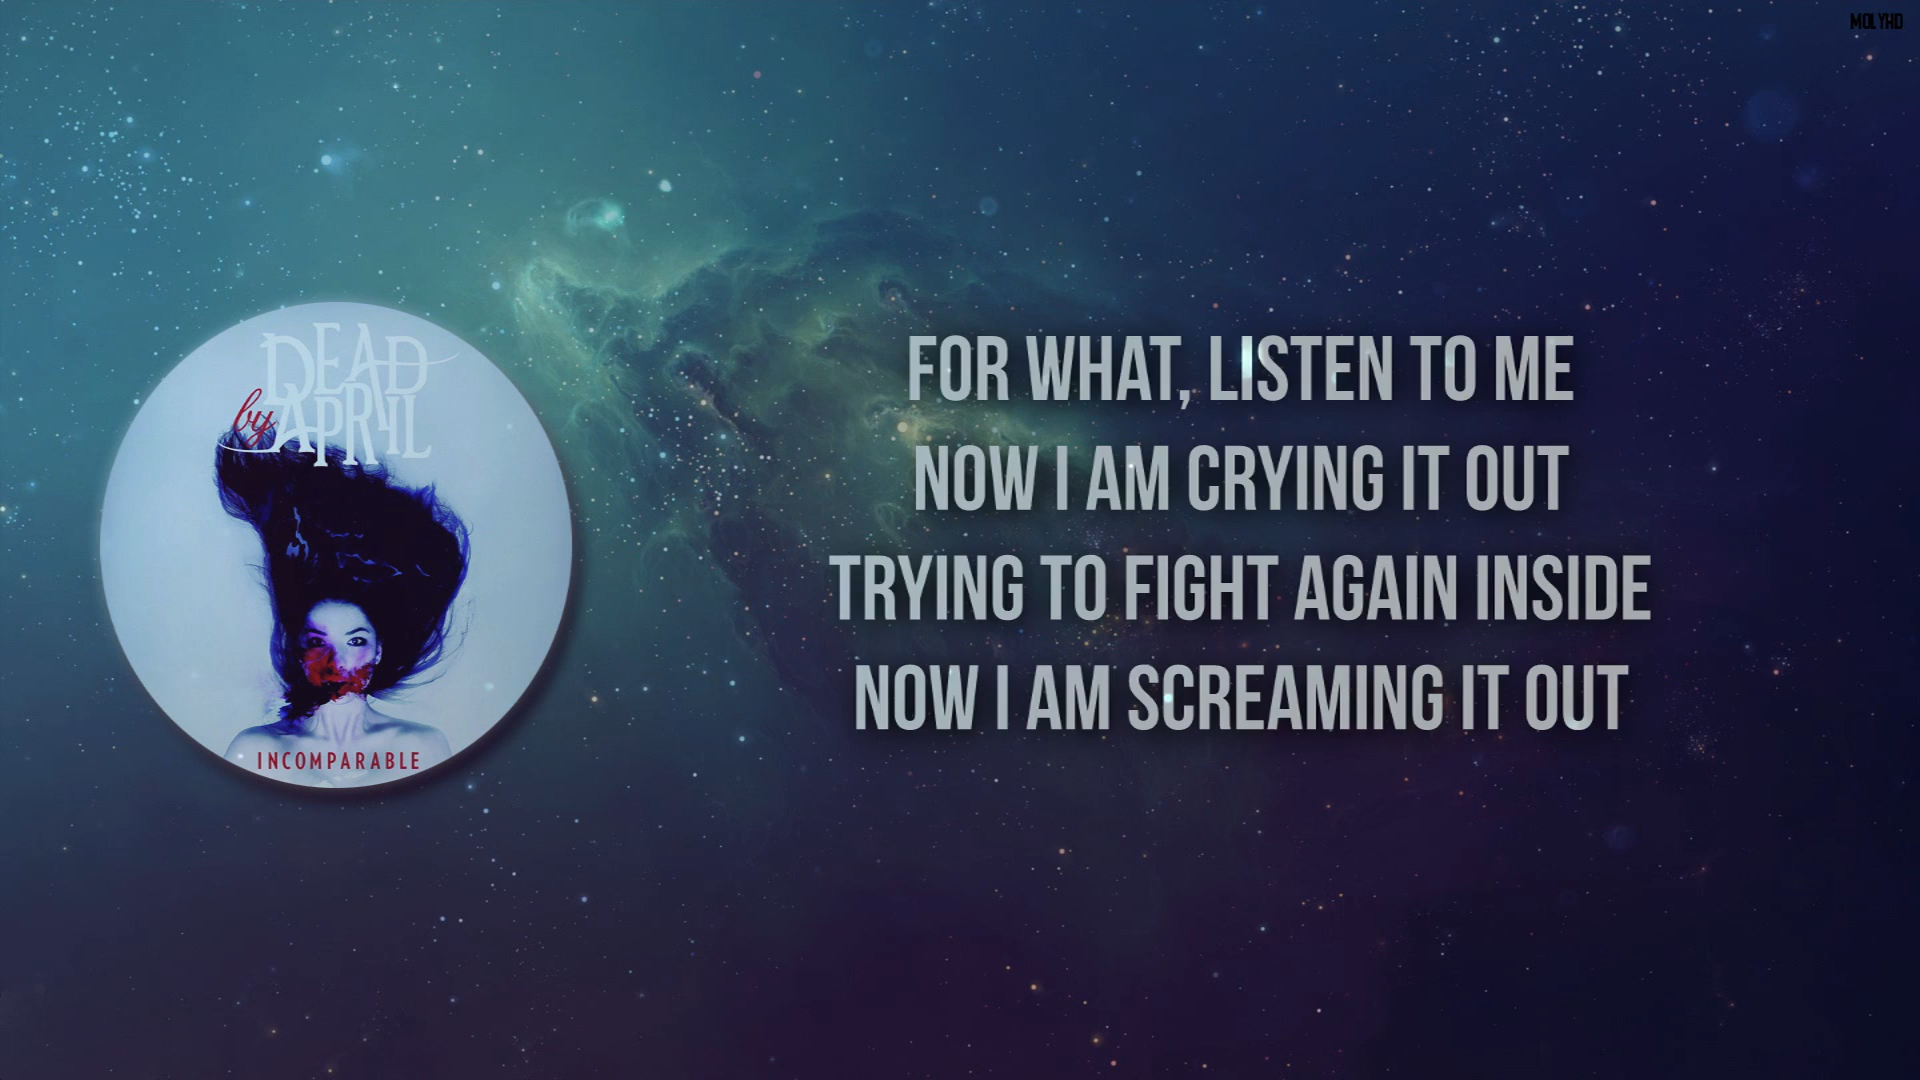 MOLYHD
DEAD
by APRIL
INCOMPARABLE
FOR WHAT, LISTEN TO ME
NOW I AM CRYING IT OUT
TRYING TO FIGHT AGAIN INSIDE
NOW I AM SCREAMING IT OUT